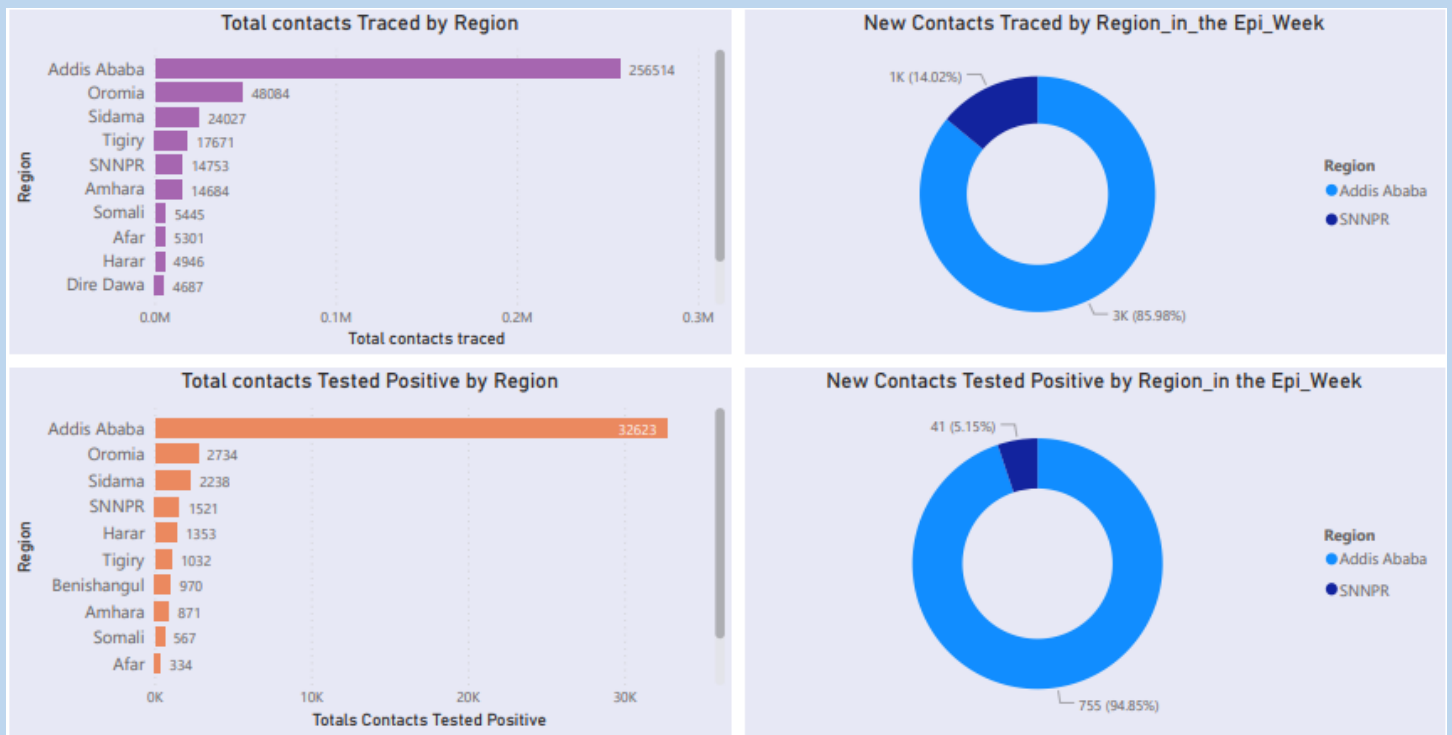 Total contacts Traced by Region
Region
Addis Ababa 256514
Oromia 48084
Sidama 24027
Tigiry 17671
SNNPR 14753
Amhara 14684
Somali 5445
Afar 5301
Harar 4946
Dire Dawa 4687
0.0M 0.1M 0.2M 0.3M
Total contacts traced
New Contacts Traced by Region_in_the Epi_Week
1K (14.02%)
3K (85.98%)
Region
Addis Ababa
SNNPR
Total contacts Tested Positive by Region
Region
Addis Ababa 32623
Oromia 2734
Sidama 2238
SNNPR 1521
Harar 1353
Tigiry 1032
Benishangul 970
Amhara 871
Somali 567
Afar 334
0K 10K 20K 30K
Totals Contacts Tested Positive
New Contacts Tested Positive by Region_in the Epi_Week
41 (5.15%)
755 (94.85%)
Region
Addis Ababa
SNNPR